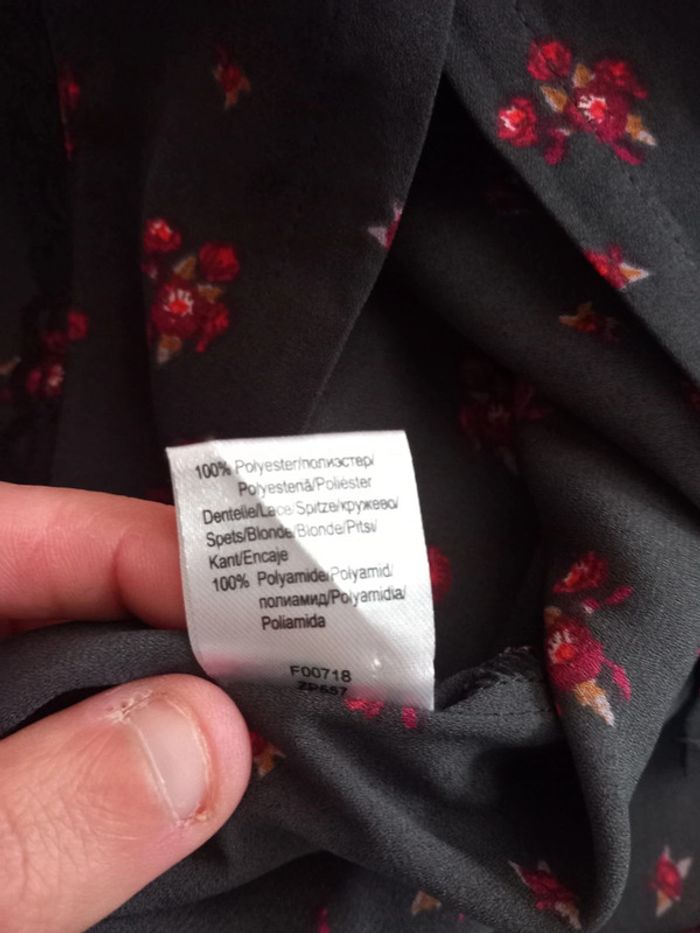 100% Polyester/полиэстер/
Polyestenä/Poliéster
Dentelle/Lace/Spitze/кружево/
Spets/Blonde/Blonde/Pitsi/
Kant/Encaje
100% Polyamide/Polyamid/
полиамид/Polyamidia/
Poliamida
F00718
ZP557